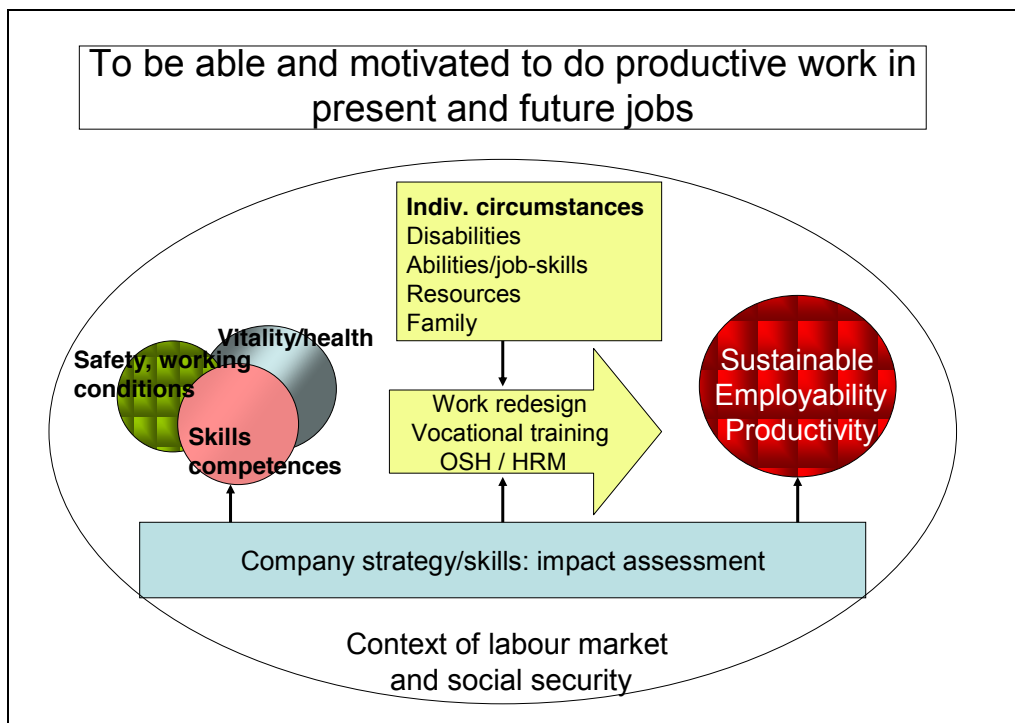 To be able and motivated to do productive work in
present and future jobs
Indiv. circumstances
Disabilities
Abilities/job-skills
Resources
Family
Vitality/health
Safety, working
conditions
Skills
competences
Work redesign
Vocational training
OSH / HRM
Sustainable
Employability
Productivity
Company strategy/skills: impact assessment
Context of labour market
and social security